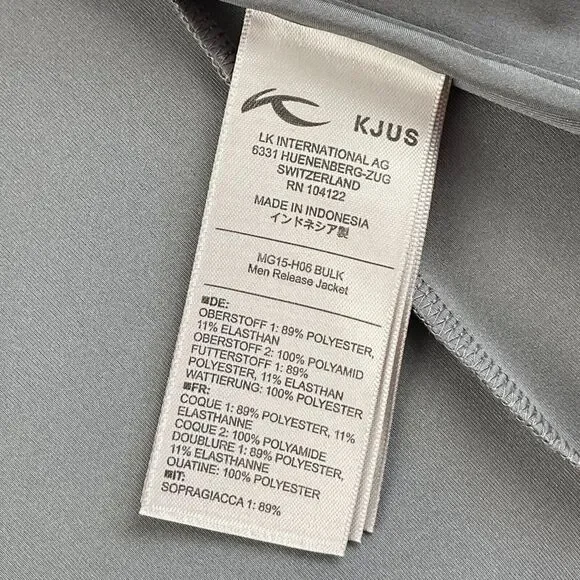 KJUS
LK INTERNATIONAL AG
6331 HUENENBERG-ZUG
SWITZERLAND
RN 104122
MADE IN INDONESIA
インドネシア製
MG15-H06 BULK
Men Release Jacket
DE:
OBERSTOFF 1: 89% POLYESTER,
11% ELASTHAN
OBERSTOFF 2: 100% POLYAMID
FUTTERSTOFF 1: 89%
POLYESTER, 11% ELASTHAN
WATTIERUNG: 100% POLYESTER
FR:
COQUE 1: 89% POLYESTER, 11%
ELASTHANNE
COQUE 2: 100% POLYAMIDE
DOUBLURE 1: 89% POLYESTER,
11% ELASTHANNE
OUATINE: 100% POLYESTER
IT:
SOPRAGIACCA 1: 89%